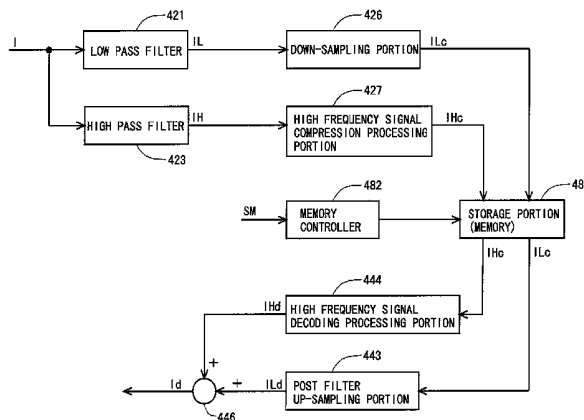 421
426
I
LOW PASS FILTER
IL
DOWN-SAMPLING PORTION
ILc
427
HIGH PASS FILTER
IH
HIGH FREQUENCY SIGNAL
COMPRESSION PROCESSING
PORTION
IHc
423
482
48
SM
MEMORY
CONTROLLER
STORAGE PORTION
(MEMORY)
444
IHc
ILc
IHd
HIGH FREQUENCY SIGNAL
DECODING PROCESSING PORTION
443
+
Id
+
ILd
POST FILTER
UP-SAMPLING PORTION
446